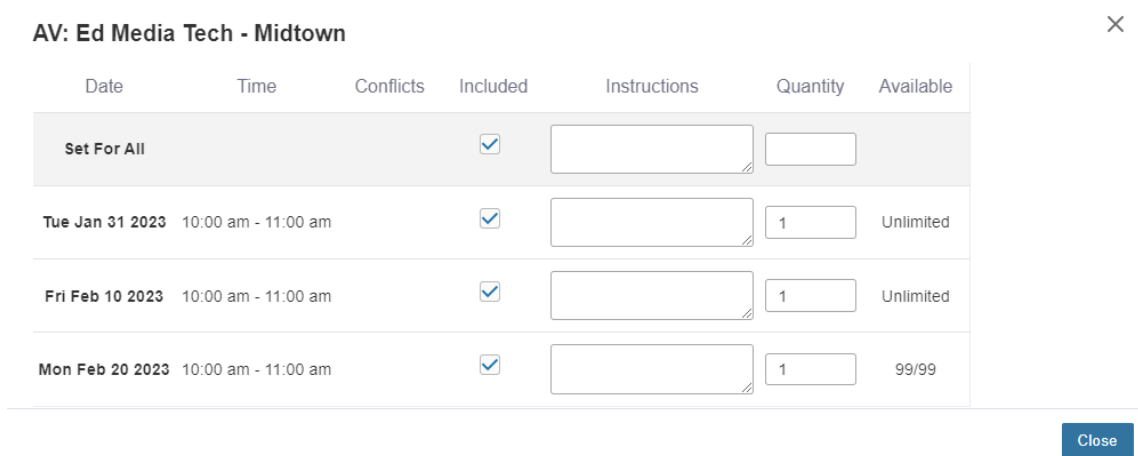 AV: Ed Media Tech - Midtown
Date Time Conflicts Included Instructions Quantity Available
Set For All
Tue Jan 31 2023 10:00 am - 11:00 am 1 Unlimited
Fri Feb 10 2023 10:00 am - 11:00 am 1 Unlimited
Mon Feb 20 2023 10:00 am - 11:00 am 1 99/99
Close